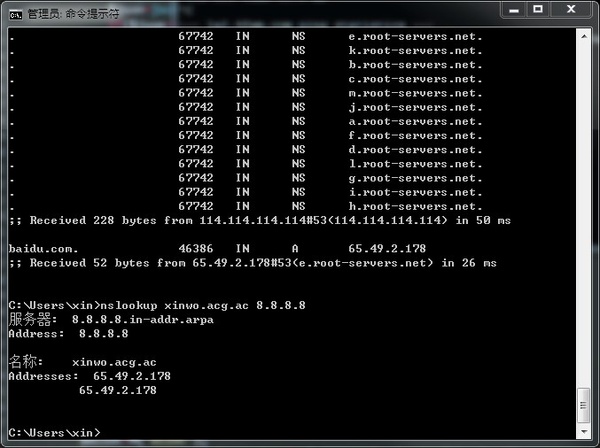 管理员: 命令提示符
. 67742 IN NS e.root-servers.net.
. 67742 IN NS k.root-servers.net.
. 67742 IN NS b.root-servers.net.
. 67742 IN NS c.root-servers.net.
. 67742 IN NS m.root-servers.net.
. 67742 IN NS j.root-servers.net.
. 67742 IN NS a.root-servers.net.
. 67742 IN NS f.root-servers.net.
. 67742 IN NS d.root-servers.net.
. 67742 IN NS l.root-servers.net.
. 67742 IN NS g.root-servers.net.
. 67742 IN NS i.root-servers.net.
. 67742 IN NS h.root-servers.net.
;; Received 228 bytes from 114.114.114.114#53(114.114.114.114) in 50 ms
baidu.com. 46386 IN A 65.49.2.178
;; Received 52 bytes from 65.49.2.178#53(e.root-servers.net) in 26 ms
C:\Users\xin>nslookup xinwo.acg.ac 8.8.8.8
服务器: 8.8.8.8.in-addr.arpa
Address: 8.8.8.8
名称: xinwo.acg.ac
Addresses: 65.49.2.178
65.49.2.178
C:\Users\xin>